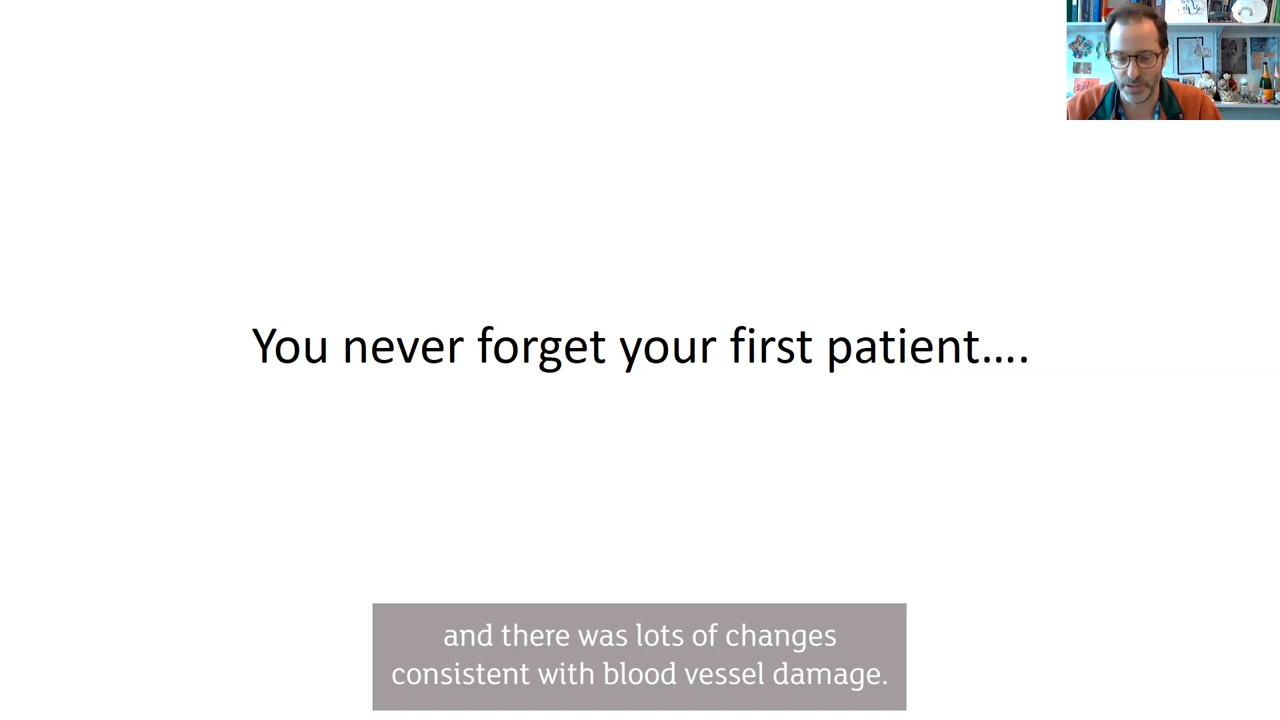 You never forget your first patient....
and there was lots of changes
consistent with blood vessel damage.